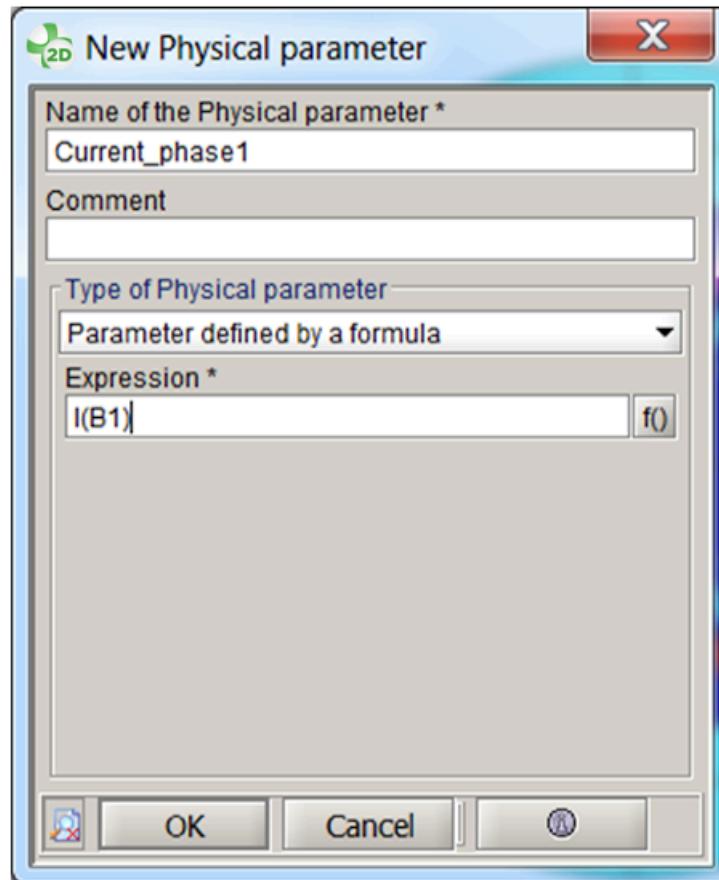 2D New Physical parameter X
Name of the Physical parameter *
Current_phase1
Comment
Type of Physical parameter
Parameter defined by a formula
Expression *
I(B1)
f()
OK Cancel